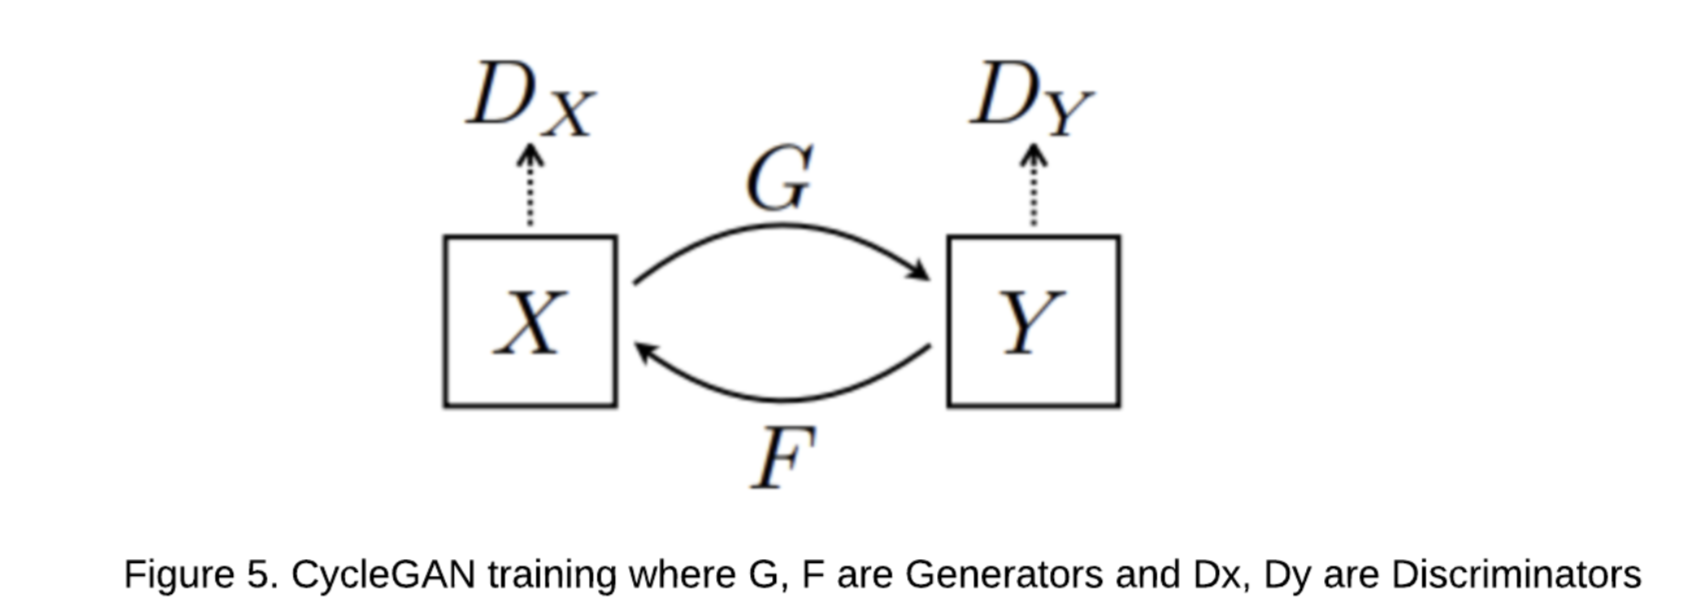 D_X D_Y
G
X Y
F
Figure 5. CycleGAN training where G, F are Generators and Dx, Dy are Discriminators